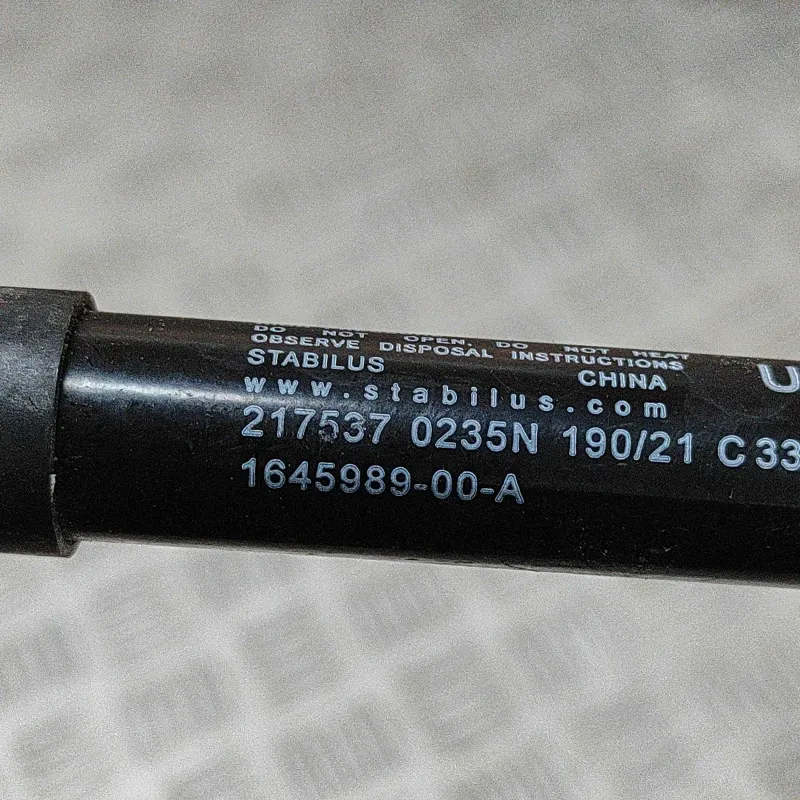 DO NOT OPEN, DO NOT HEAT
OBSERVE DISPOSAL INSTRUCTIONS
STABILUS CHINA
www.stabilus.com
217537 0235N 190/21 C 33
1645989-00-A